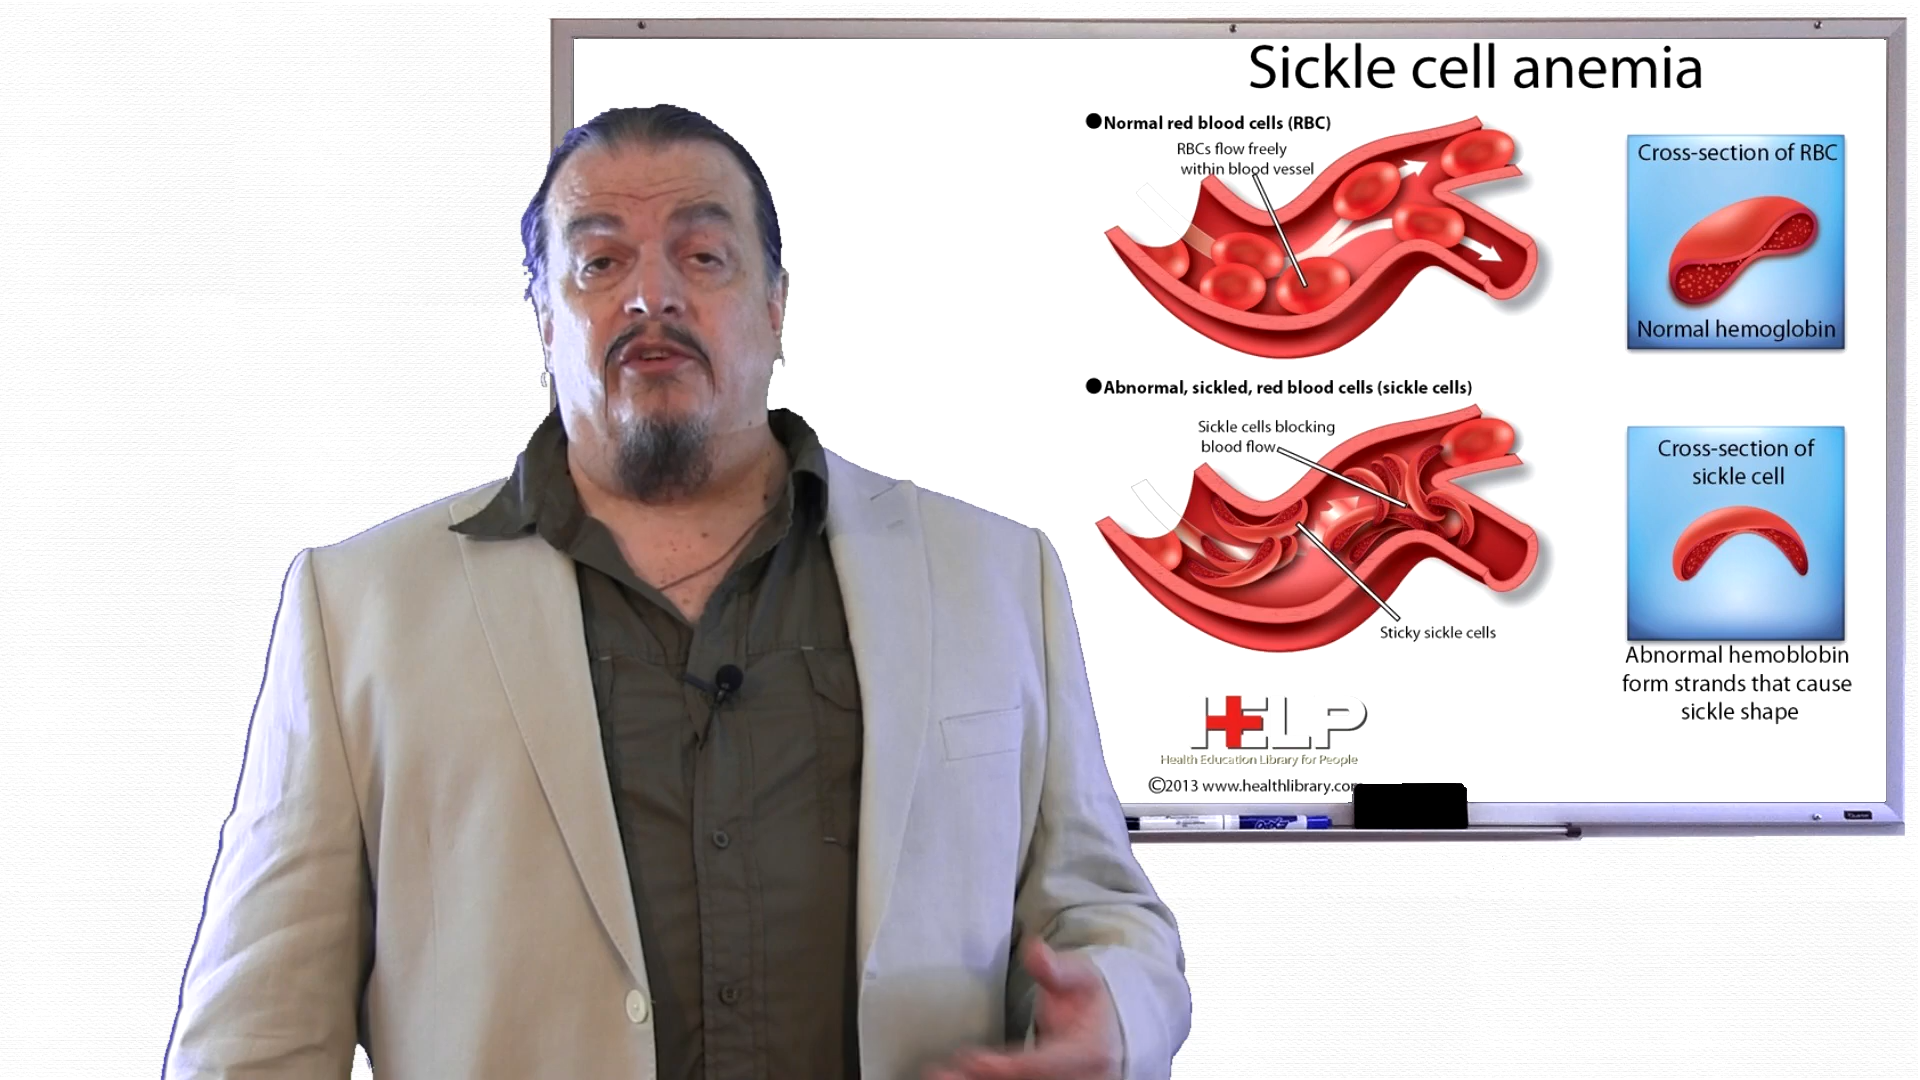 Sickle cell anemia
●Normal red blood cells (RBC)
RBCs flow freely
within blood vessel
Cross-section of RBC
Normal hemoglobin
●Abnormal, sickled, red blood cells (sickle cells)
Sickle cells blocking
blood flow
Sticky sickle cells
Cross-section of
sickle cell
Abnormal hemoblobin
form strands that cause
sickle shape
HELP
Health Education Library for People
©2013 www.healthlibrary.com